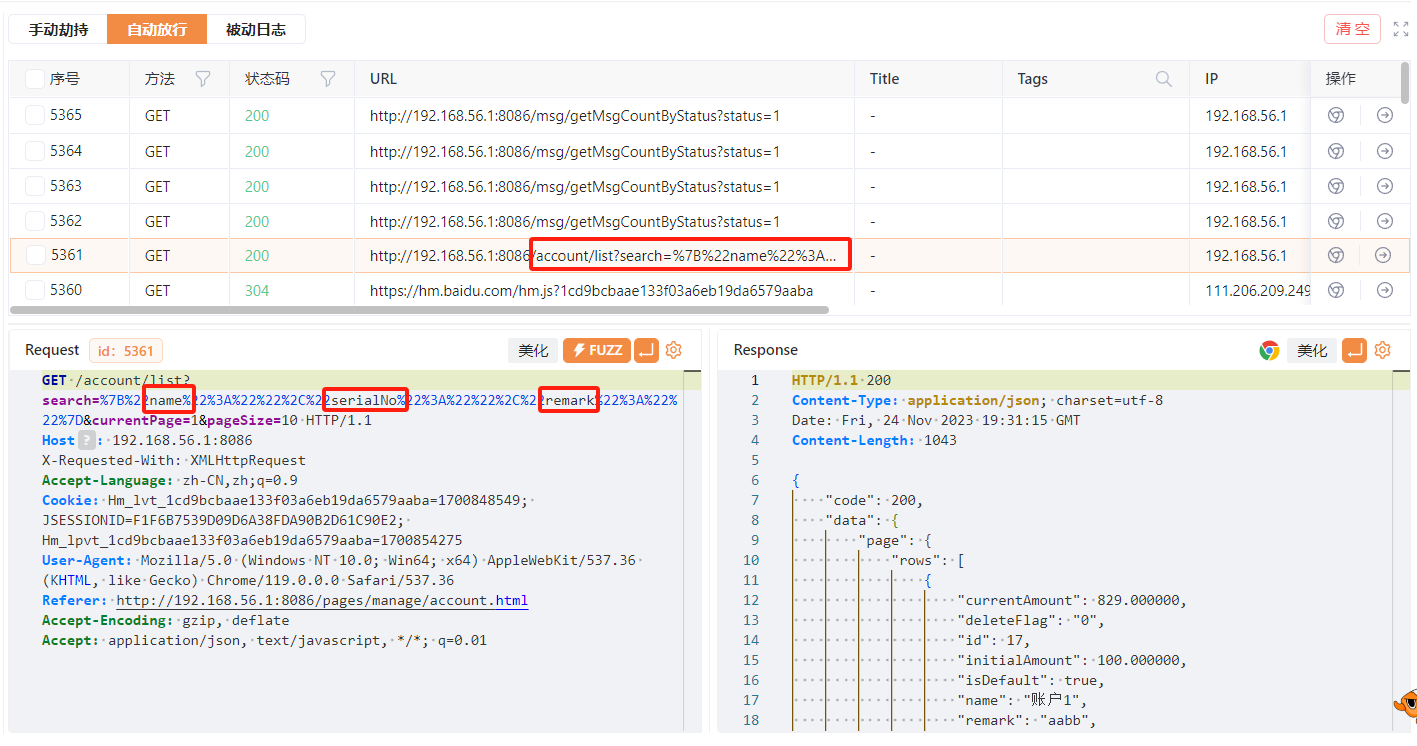 手动劫持 自动放行 被动日志 清 空
序号 方法 状态码 URL Title Tags IP 操作
5365 GET 200 http://192.168.56.1:8086/msg/getMsgCountByStatus?status=1 - 192.168.56.1
5364 GET 200 http://192.168.56.1:8086/msg/getMsgCountByStatus?status=1 - 192.168.56.1
5363 GET 200 http://192.168.56.1:8086/msg/getMsgCountByStatus?status=1 - 192.168.56.1
5362 GET 200 http://192.168.56.1:8086/msg/getMsgCountByStatus?status=1 - 192.168.56.1
5361 GET 200 http://192.168.56.1:8086/account/list?search=%7B%22name%22%3A... - 192.168.56.1
5360 GET 304 https://hm.baidu.com/hm.js?1cd9bcbaae133f03a6eb19da6579aaba 111.206.209.249
Request id: 5361 美化 FUZZ
GET /account/list?
search=%7B%22name%22%3A%22%22%2C%22serialNo%22%3A%22%22%2C%22remark%22%3A%22%
22%7D&currentPage=1&pageSize=10 HTTP/1.1
Host ? : 192.168.56.1:8086
X-Requested-With: XMLHttpRequest
Accept-Language: zh-CN,zh;q=0.9
Cookie: Hm_lvt_1cd9bcbaae133f03a6eb19da6579aaba=1700848549;
JSESSIONID=F1F6B7539D09D6A38FDA90B2D61C90E2;
Hm_lpvt_1cd9bcbaae133f03a6eb19da6579aaba=1700854275
User-Agent: Mozilla/5.0 (Windows NT 10.0; Win64; x64) AppleWebKit/537.36
(KHTML, like Gecko) Chrome/119.0.0.0 Safari/537.36
Referer: http://192.168.56.1:8086/pages/manage/account.html
Accept-Encoding: gzip, deflate
Accept: application/json, text/javascript, */*; q=0.01
Response 美化
1 HTTP/1.1 200
2 Content-Type: application/json; charset=utf-8
3 Date: Fri, 24 Nov 2023 19:31:15 GMT
4 Content-Length: 1043
5
6 {
7 "code": 200,
8 "data": {
9 "page": {
10 "rows": [
11 {
12 "currentAmount": 829.000000,
13 "deleteFlag": "0",
14 "id": 17,
15 "initialAmount": 100.000000,
16 "isDefault": true,
17 "name": "账户1",
18 "remark": "aabb",